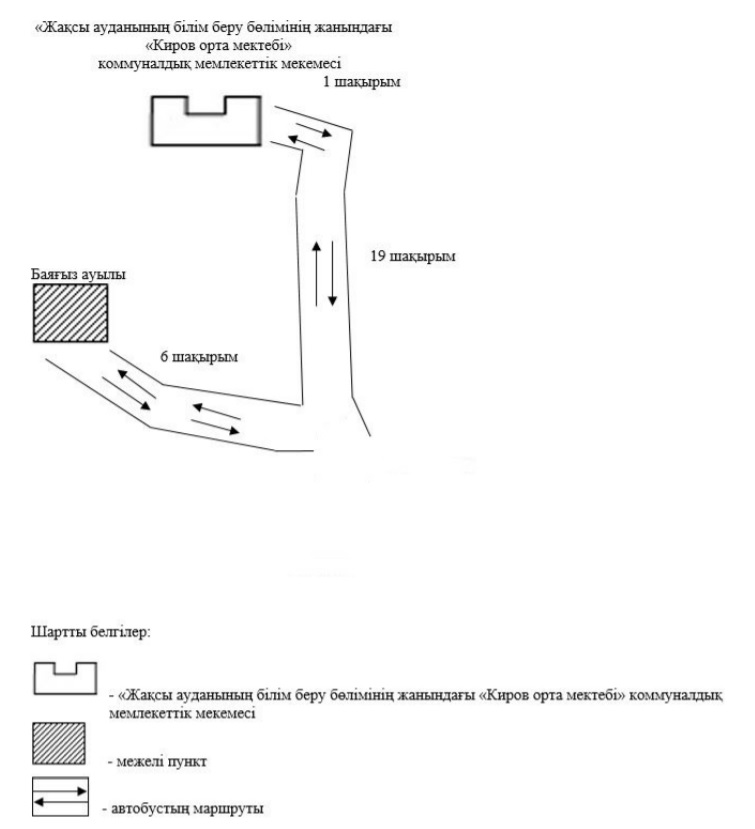 «Жақсы ауданының білім беру бөлімінің жанындағы
«Киров орта мектебі»
коммуналдық мемлекеттік мекемесі
1 шақырым
19 шақырым
Баяғыз ауылы
6 шақырым
Шартты белгілер:
- «Жақсы ауданының білім беру бөлімінің жанындағы «Киров орта мектебі» коммуналдық
мемлекеттік мекемесі
- межелі пункт
- автобустың маршруты